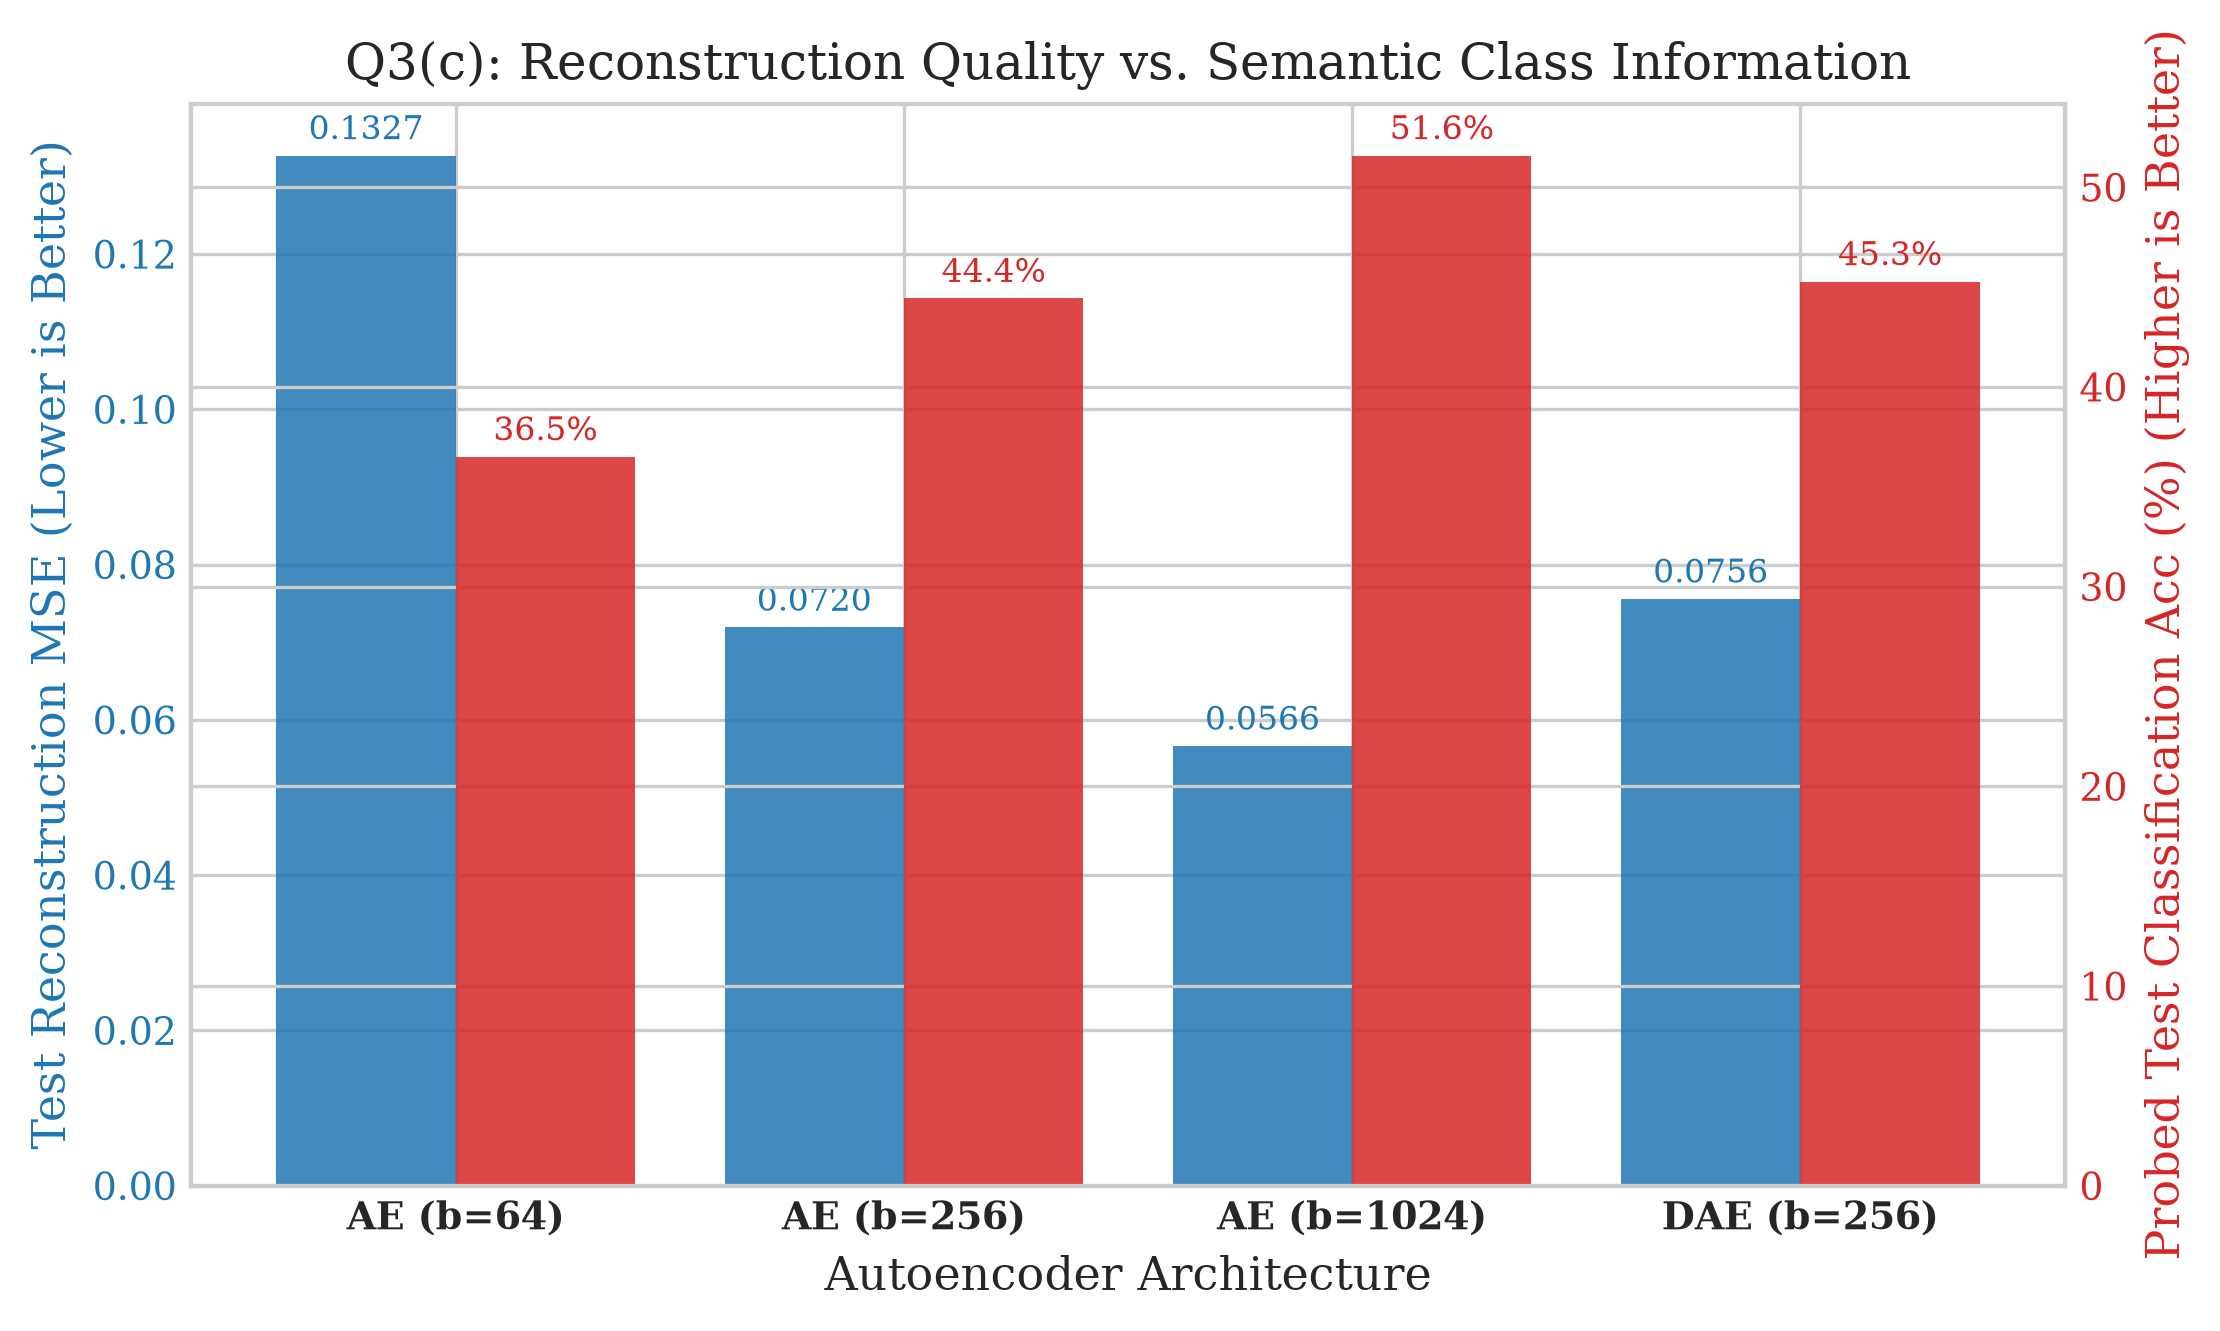 Q3(c): Reconstruction Quality vs. Semantic Class Information
Test Reconstruction MSE (Lower is Better)
0.12
0.10
0.08
0.06
0.04
0.02
0.00
0.1327
36.5%
0.0720
44.4%
0.0566
51.6%
0.0756
45.3%
50
40
30
20
10
0
Probed Test Classification Acc (%) (Higher is Better)
AE (b=64)
AE (b=256)
AE (b=1024)
DAE (b=256)
Autoencoder Architecture